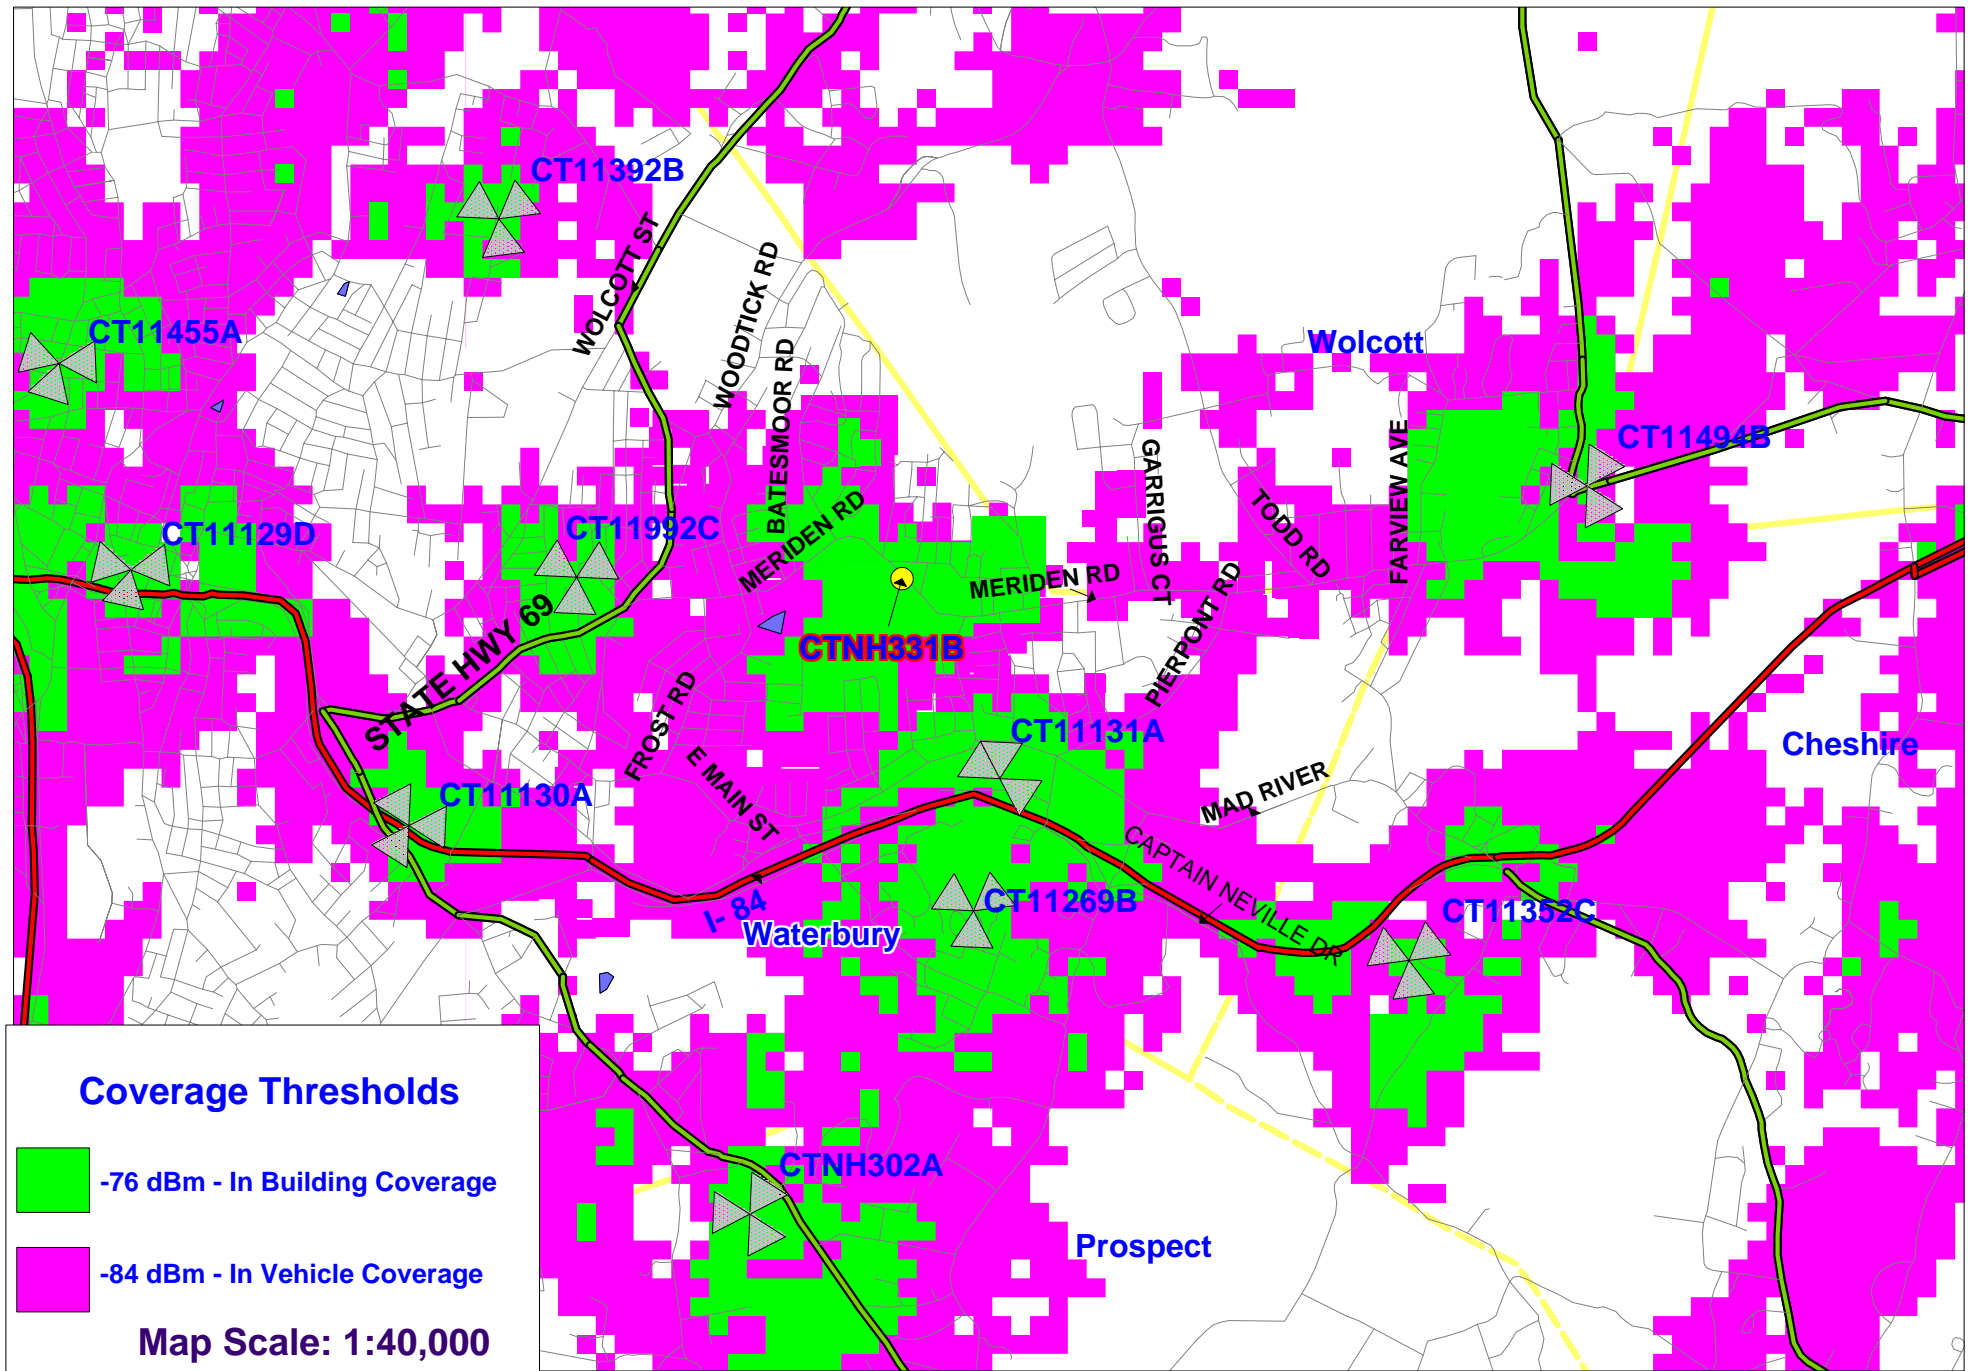 CT11392B
WOLCOTT ST
WOODTICK RD
CT11455A
BATESMOOR RD
Wolcott
CT11494B
GARRIGUS CT
FARVIEW AVE
TODD RD
CT11129D
CT11992C
MERIDEN RD
MERIDEN RD
STATE HWY 69
CTNH331B
PIERPONT RD
FROST RD
CT11131A
Cheshire
E MAIN ST
CT11130A
MAD RIVER
CAPTAIN NEVILLE DR
CT11269B
I- 84
CT11352C
Waterbury
Coverage Thresholds
-76 dBm - In Building Coverage
-84 dBm - In Vehicle Coverage
Map Scale: 1:40,000
CTNH302A
Prospect